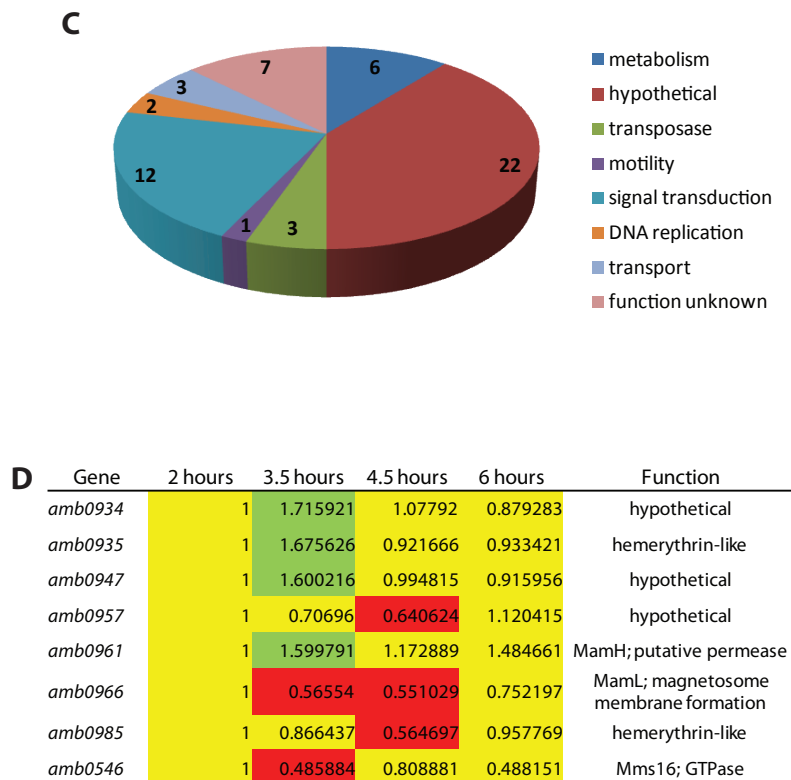 C
7
6
3
2
22
12
1
3
metabolism
hypothetical
transposase
motility
signal transduction
DNA replication
transport
function unknown
D
Gene 2 hours 3.5 hours 4.5 hours 6 hours Function
amb0934 1 1.715921 1.07792 0.879283 hypothetical
amb0935 1 1.675626 0.921666 0.933421 hemerythrin-like
amb0947 1 1.600216 0.994815 0.915956 hypothetical
amb0957 1 0.70696 0.640624 1.120415 hypothetical
amb0961 1 1.599791 1.172889 1.484661 MamH; putative permease
amb0966 1 0.56554 0.551029 0.752197 MamL; magnetosome
membrane formation
amb0985 1 0.866437 0.564697 0.957769 hemerythrin-like
amb0546 1 0.485884 0.808881 0.488151 Mms16; GTPase